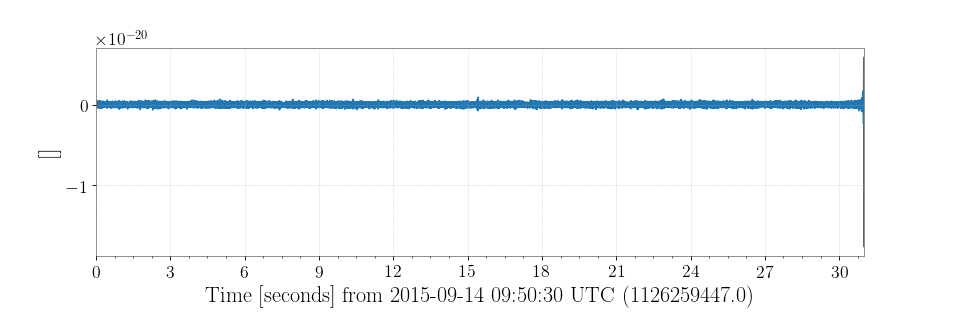 ×10⁻²⁰
0
−1
[]
0 3 6 9 12 15 18 21 24 27 30
Time [seconds] from 2015-09-14 09:50:30 UTC (1126259447.0)